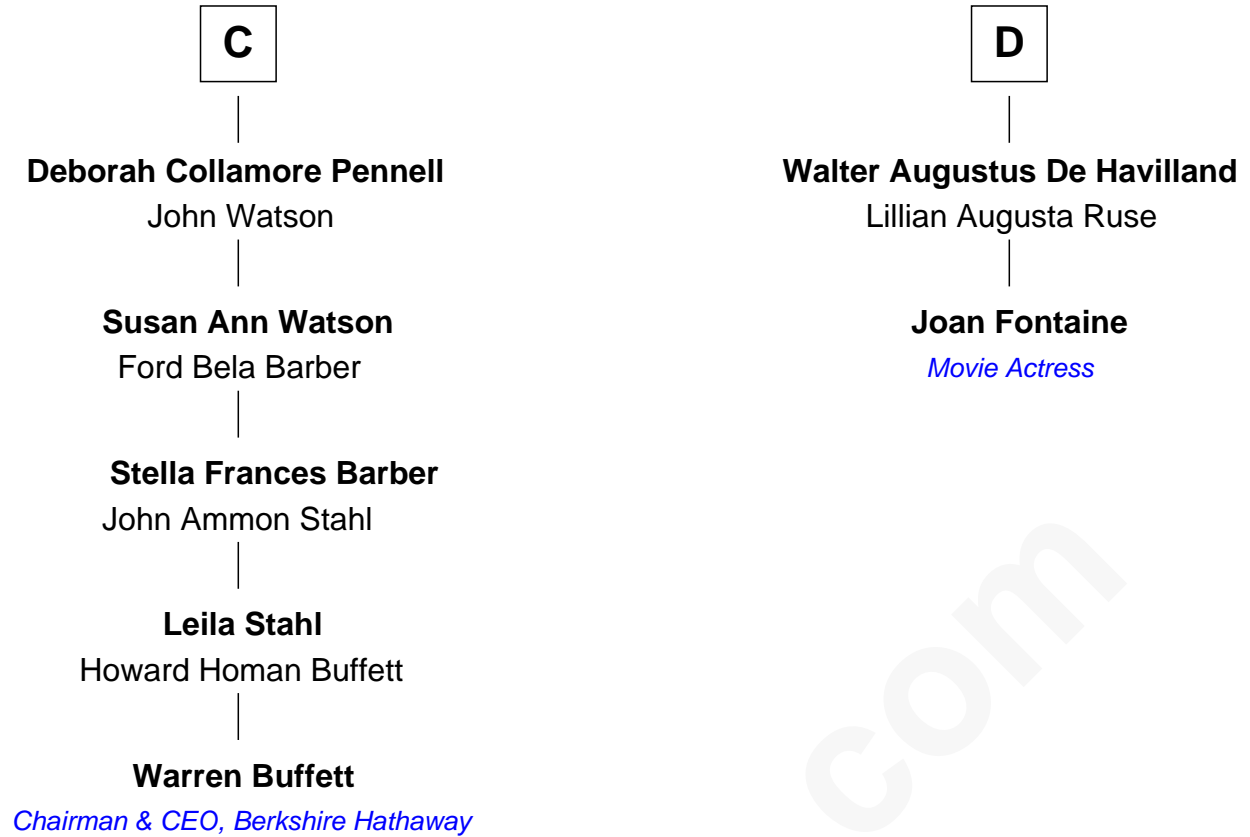 C
Deborah Collamore Pennell
John Watson
Susan Ann Watson
Ford Bela Barber
Stella Frances Barber
John Ammon Stahl
Leila Stahl
Howard Homan Buffett
Warren Buffett
Chairman & CEO, Berkshire Hathaway
D
Walter Augustus De Havilland
Lillian Augusta Ruse
Joan Fontaine
Movie Actress
com